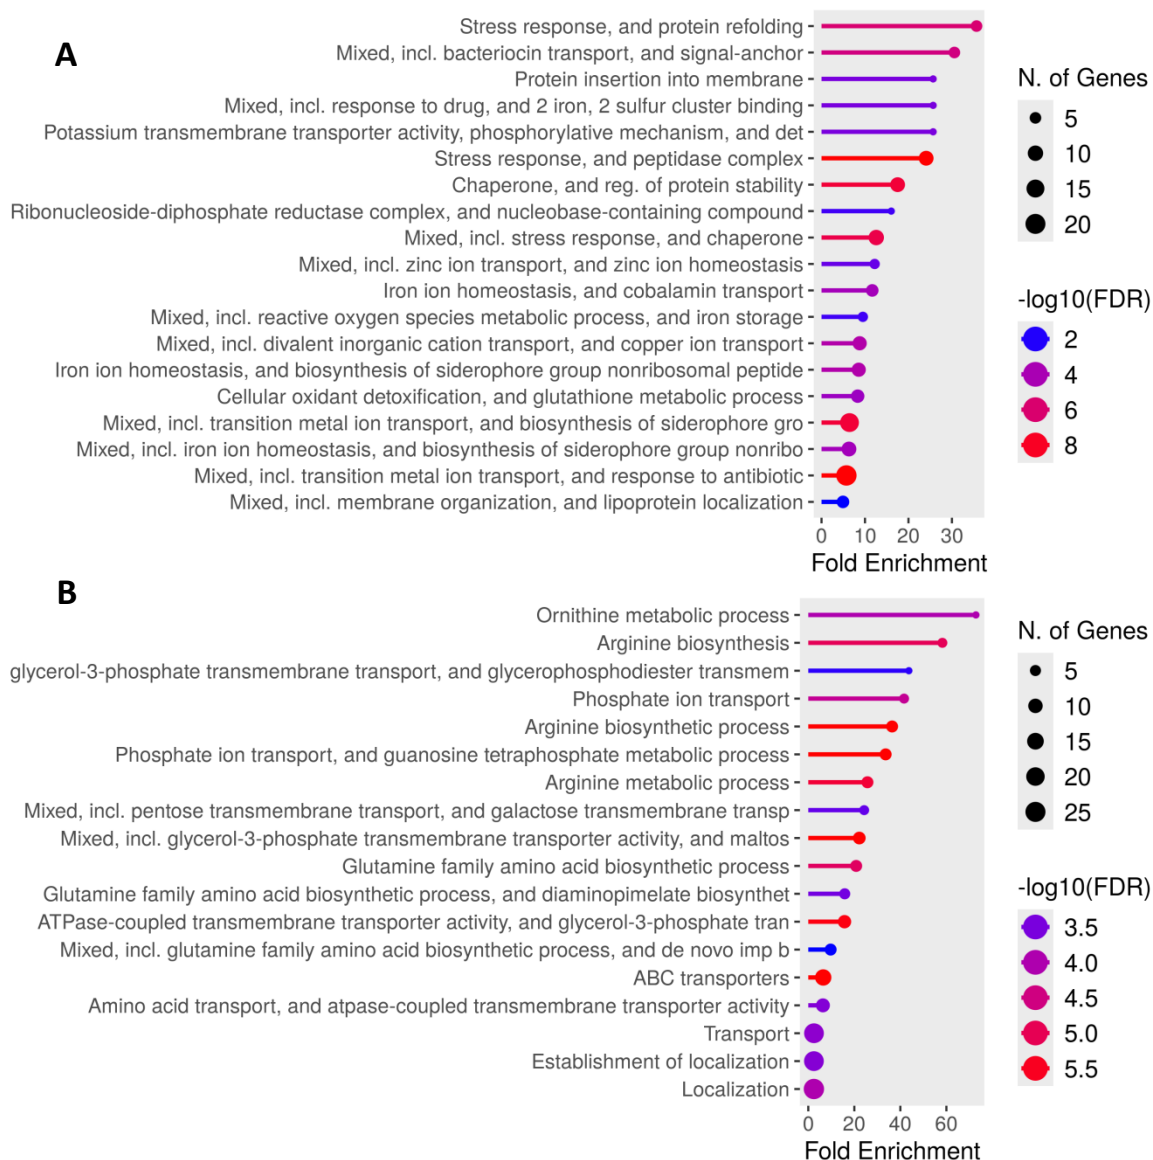 A
Stress response, and protein refolding
Mixed, incl. bacteriocin transport, and signal-anchor
Protein insertion into membrane
Mixed, incl. response to drug, and 2 iron, 2 sulfur cluster binding
Potassium transmembrane transporter activity, phosphorylative mechanism, and det
Stress response, and peptidase complex
Chaperone, and reg. of protein stability
Ribonucleoside-diphosphate reductase complex, and nucleobase-containing compound
Mixed, incl. stress response, and chaperone
Mixed, incl. zinc ion transport, and zinc ion homeostasis
Iron ion homeostasis, and cobalamin transport
Mixed, incl. reactive oxygen species metabolic process, and iron storage
Mixed, incl. divalent inorganic cation transport, and copper ion transport
Iron ion homeostasis, and biosynthesis of siderophore group nonribosomal peptide
Cellular oxidant detoxification, and glutathione metabolic process
Mixed, incl. transition metal ion transport, and biosynthesis of siderophore gro
Mixed, incl. iron ion homeostasis, and biosynthesis of siderophore group nonribo
Mixed, incl. transition metal ion transport, and response to antibiotic
Mixed, incl. membrane organization, and lipoprotein localization
0 10 20 30
Fold Enrichment
N. of Genes
5
10
15
20
-log10(FDR)
2
4
6
8
B
Ornithine metabolic process
Arginine biosynthesis
glycerol-3-phosphate transmembrane transport, and glycerophosphodiester transmem
Phosphate ion transport
Arginine biosynthetic process
Phosphate ion transport, and guanosine tetraphosphate metabolic process
Arginine metabolic process
Mixed, incl. pentose transmembrane transport, and galactose transmembrane transp
Mixed, incl. glycerol-3-phosphate transmembrane transporter activity, and maltos
Glutamine family amino acid biosynthetic process
Glutamine family amino acid biosynthetic process, and diaminopimelate biosynthet
ATPase-coupled transmembrane transporter activity, and glycerol-3-phosphate tran
Mixed, incl. glutamine family amino acid biosynthetic process, and de novo imp b
ABC transporters
Amino acid transport, and atpase-coupled transmembrane transporter activity
Transport
Establishment of localization
Localization
0 20 40 60
Fold Enrichment
N. of Genes
5
10
15
20
25
-log10(FDR)
3.5
4.0
4.5
5.0
5.5